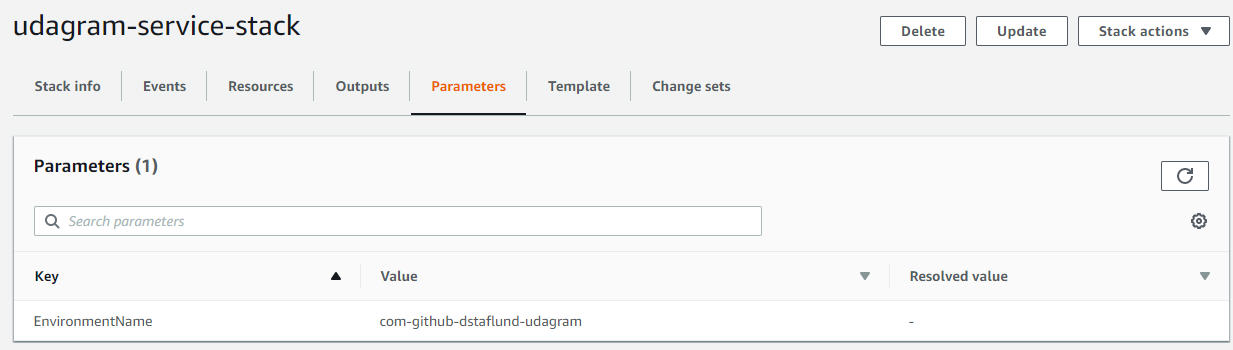 udagram-service-stack
Delete Update Stack actions
Stack info Events Resources Outputs Parameters Template Change sets
Parameters (1)
Search parameters
Key Value Resolved value
EnvironmentName com-github-dstaflund-udagram -